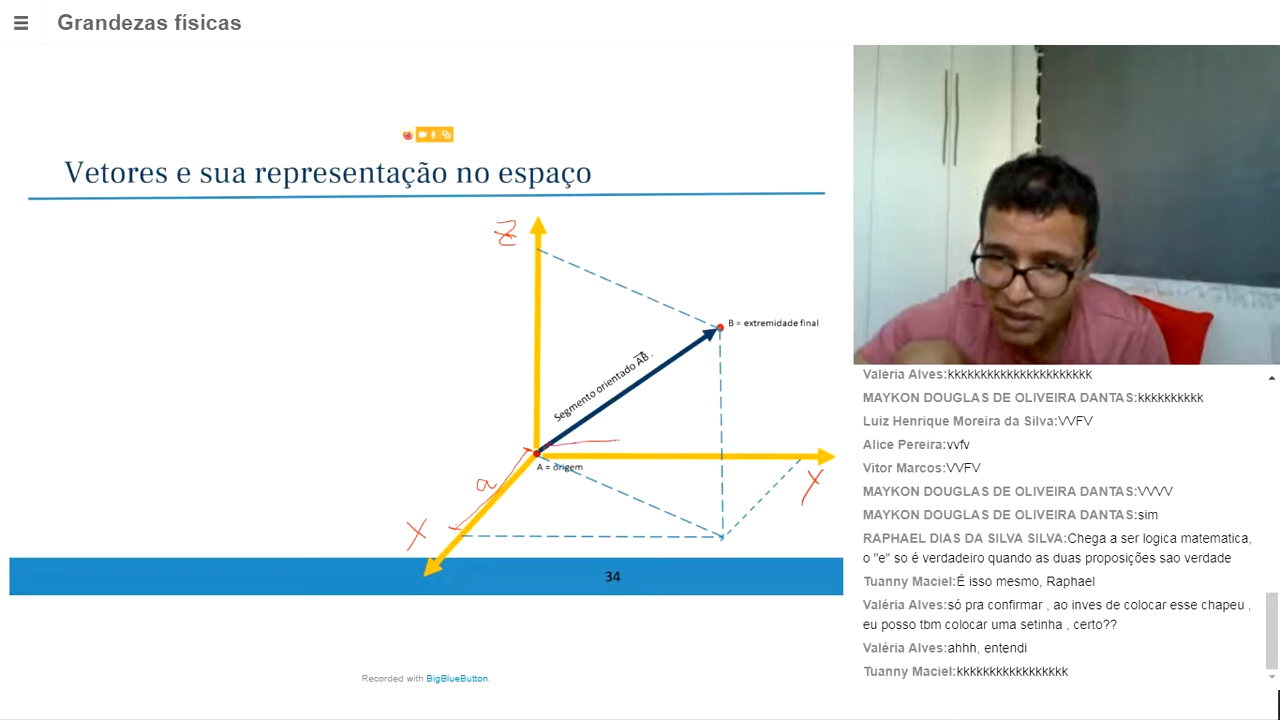 Grandezas físicas
Vetores e sua representação no espaço
Z
B = extremidade final
Segmento orientado AB.
A = origem
a
Y
X
34
Recorded with BigBlueButton.
Valéria Alves:kkkkkkkkkkkkkkkkkkkkkk
MAYKON DOUGLAS DE OLIVEIRA DANTAS:kkkkkkkkkk
Luiz Henrique Moreira da Silva:VVFV
Alice Pereira:vvfv
Vitor Marcos:VVFV
MAYKON DOUGLAS DE OLIVEIRA DANTAS:VVVV
MAYKON DOUGLAS DE OLIVEIRA DANTAS:sim
RAPHAEL DIAS DA SILVA SILVA:Chega a ser logica matematica,
o "e" so é verdadeiro quando as duas proposições sao verdade
Tuanny Maciel:É isso mesmo, Raphael
Valéria Alves:só pra confirmar , ao inves de colocar esse chapeu ,
eu posso tbm colocar uma setinha , certo??
Valéria Alves:ahhh, entendi
Tuanny Maciel:kkkkkkkkkkkkkkkkk